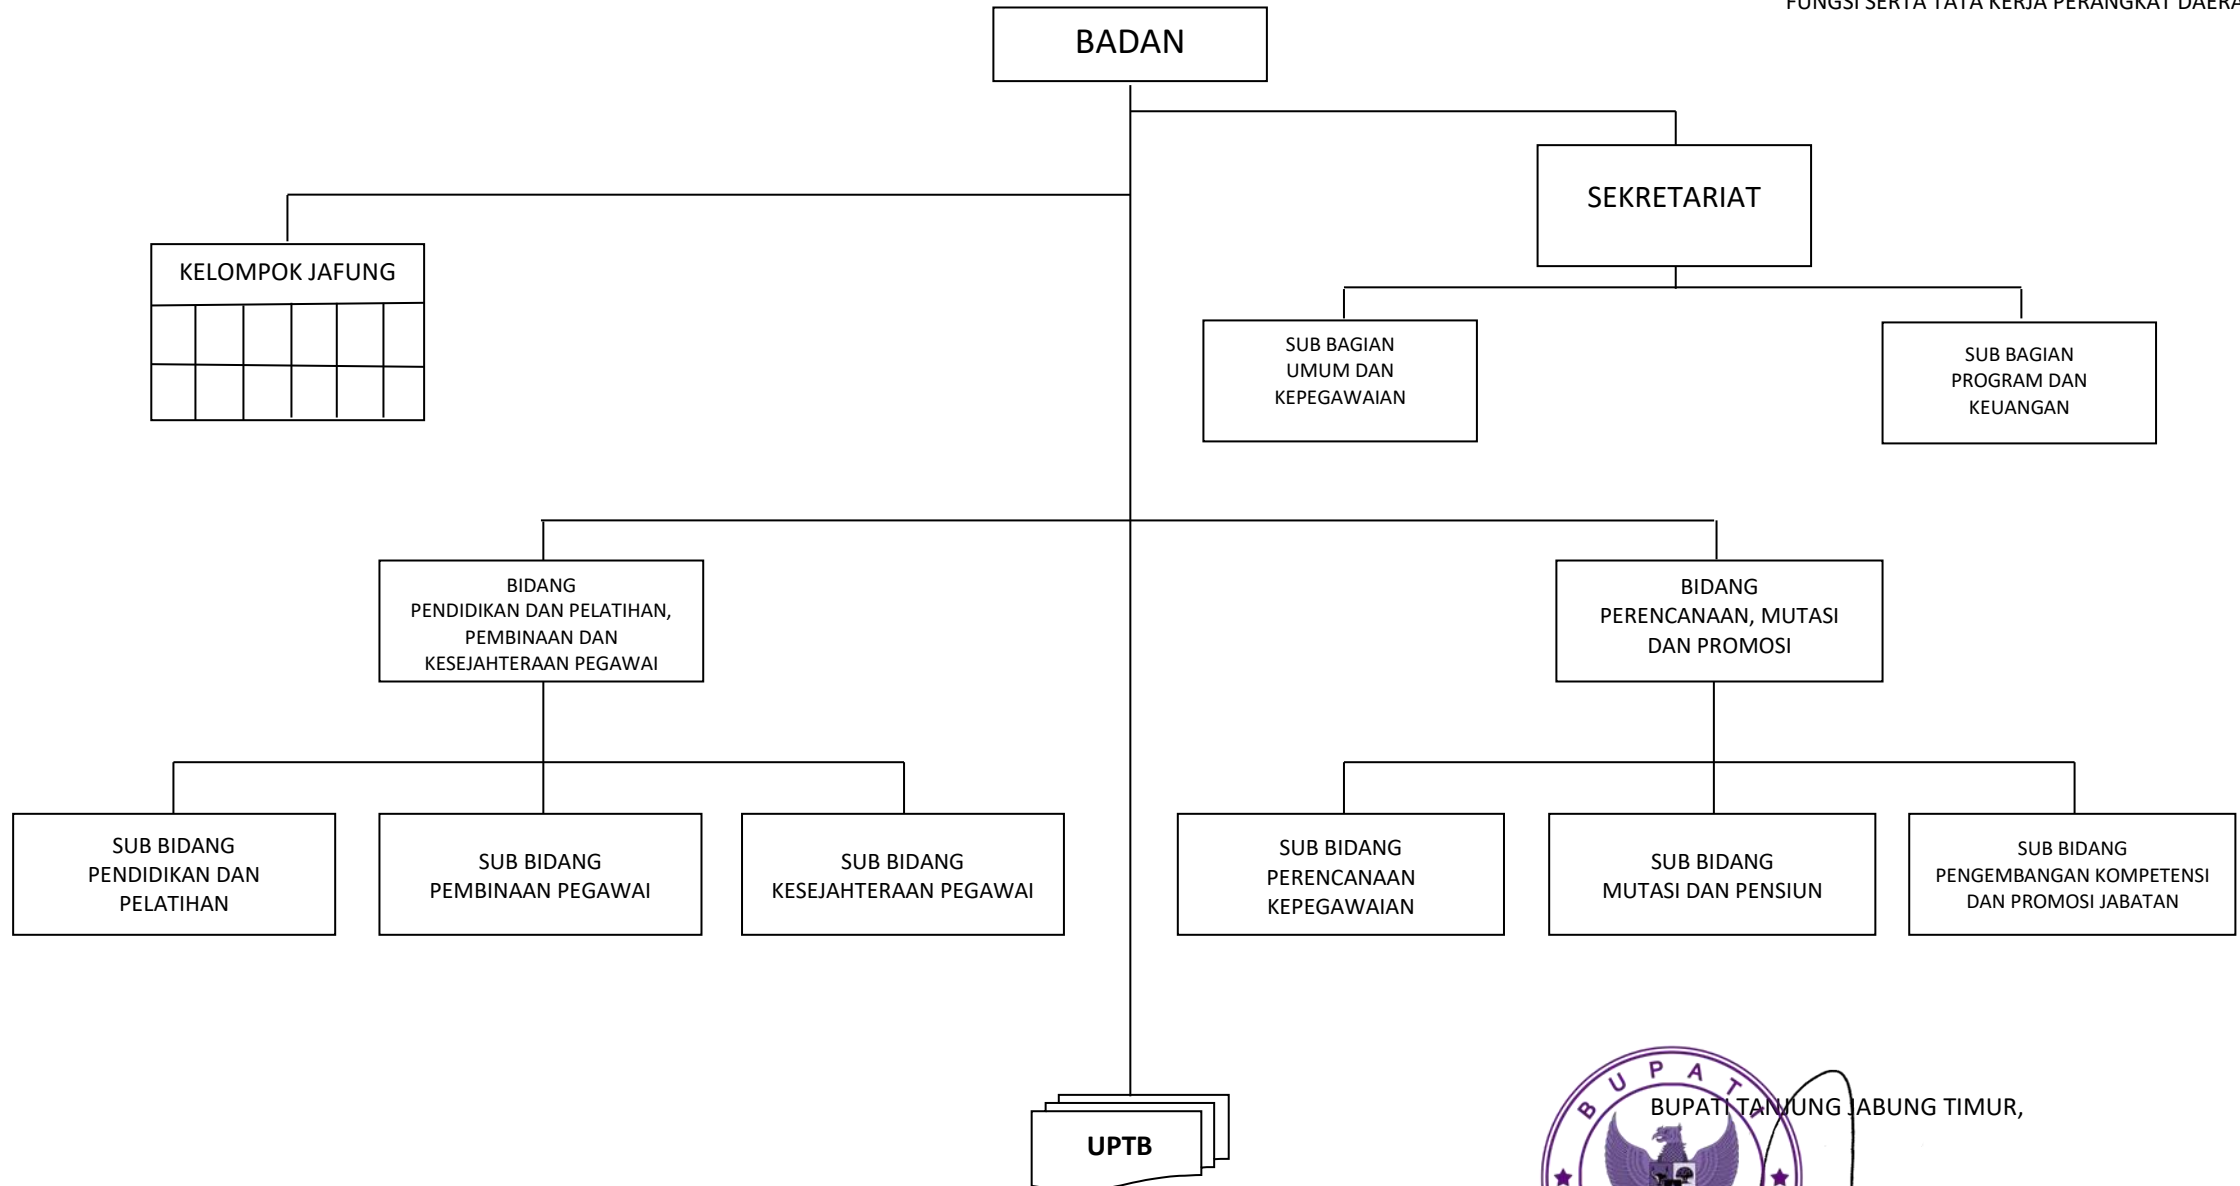 FUNGSI SERTA TATA KERJA PERANGKAT
BADAN
SEKRETARIAT
KELOMPOK JAFUNG
SUB BAGIAN
UMUM DAN
KEPEGAWAIAN
SUB BAGIAN
PROGRAM DAN
KEUANGAN
BIDANG
PENDIDIKAN DAN PELATIHAN,
PEMBINAAN DAN
KESEJAHTERAAN PEGAWAI
BIDANG
PERENCANAAN, MUTASI
DAN PROMOSI
SUB BIDANG
PENDIDIKAN DAN
PELATIHAN
SUB BIDANG
PEMBINAAN PEGAWAI
SUB BIDANG
KESEJAHTERAAN PEGAWAI
SUB BIDANG
PERENCANAAN
KEPEGAWAIAN
SUB BIDANG
MUTASI DAN PENSIUN
SUB BIDANG
PENGEMBANGAN KOMPETENSI
DAN PROMOSI JABATAN
UPTB
BUPATI
BUPATI TANJUNG JABUNG TIMUR,